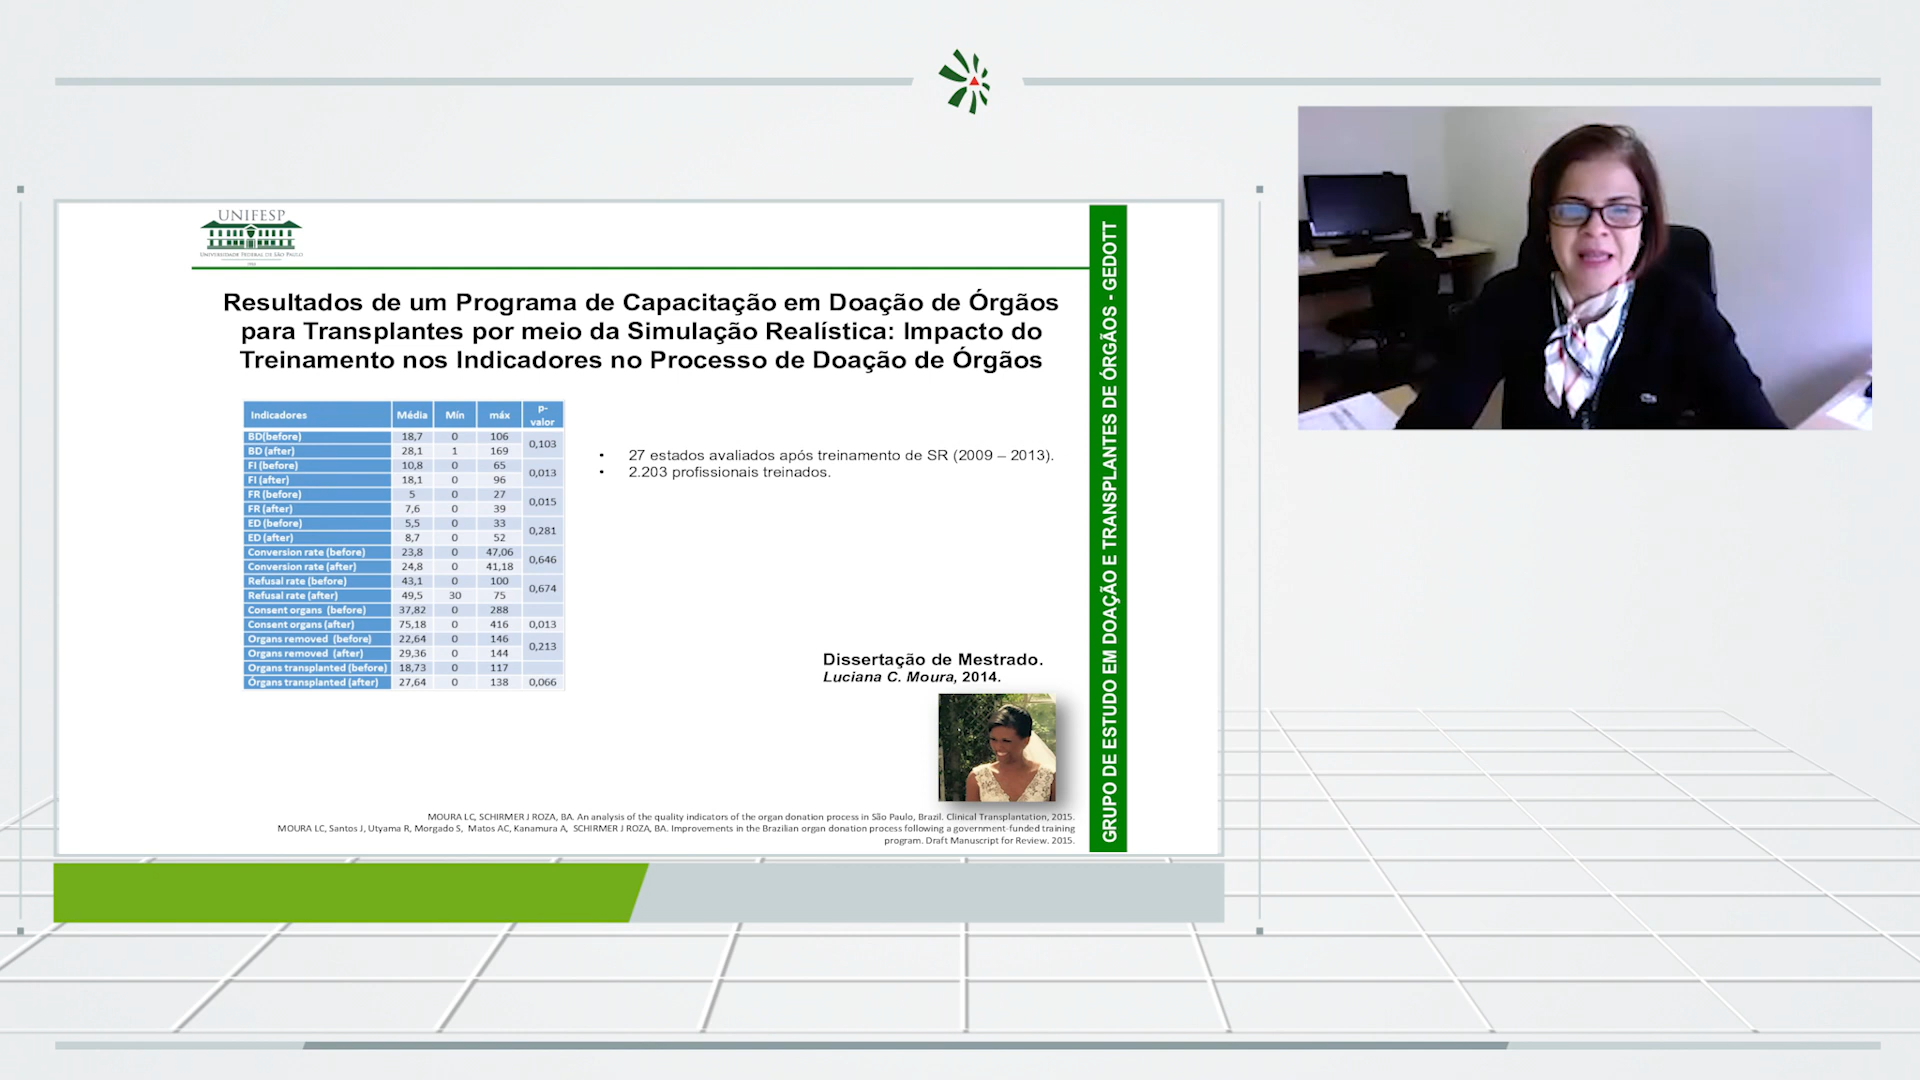 UNIFESP
UNIVERSIDADE FEDERAL DE SÃO PAULO
Resultados de um Programa de Capacitação em Doação de Órgãos
para Transplantes por meio da Simulação Realística: Impacto do
Treinamento nos Indicadores no Processo de Doação de Órgãos
Indicadores Média Mín máx p-valor
BD(before) 18,7 0 106 0,103
BD (after) 28,1 1 169
FI (before) 10,8 0 65 0,013
FI (after) 18,1 0 96
FR (before) 5 0 27 0,015
FR (after) 7,6 0 39
ED (before) 5,5 0 33 0,281
ED (after) 8,7 0 52
Conversion rate (before) 23,8 0 47,06 0,646
Conversion rate (after) 24,8 0 41,18
Refusal rate (before) 43,1 0 100 0,674
Refusal rate (after) 49,5 30 75
Consent organs (before) 37,82 0 288
Consent organs (after) 75,18 0 416 0,013
Organs removed (before) 22,64 0 146 0,213
Organs removed (after) 29,36 0 144
Organs transplanted (before) 18,73 0 117
Órgans transplanted (after) 27,64 0 138 0,066
• 27 estados avaliados após treinamento de SR (2009 – 2013).
• 2.203 profissionais treinados.
Dissertação de Mestrado.
Luciana C. Moura, 2014.
MOURA LC, SCHIRMER J ROZA, BA. An analysis of the quality indicators of the organ donation process in São Paulo, Brazil. Clinical Transplantation, 2015.
MOURA LC, Santos J, Utyama R, Morgado S, Matos AC, Kanamura A, SCHIRMER J ROZA, BA. Improvements in the Brazilian organ donation process following a government-funded training
program. Draft Manuscript for Review. 2015.
GRUPO DE ESTUDO EM DOAÇÃO E TRANSPLANTES DE ÓRGÃOS - GEDOTT